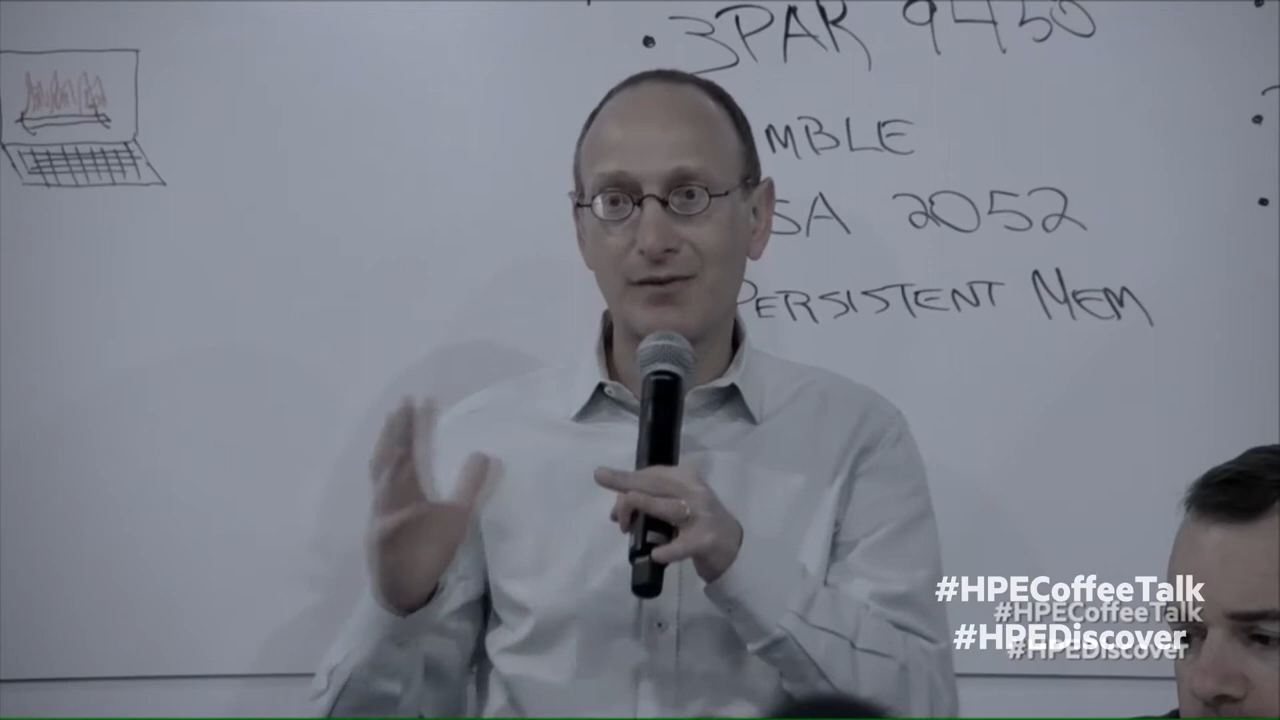 • 3PAR 9450
MBLE
SA 2052
PERSISTENT MEM
#HPECoffeeTalk
#HPECoffeeTalk
#HPEDiscover
#HPEDiscover